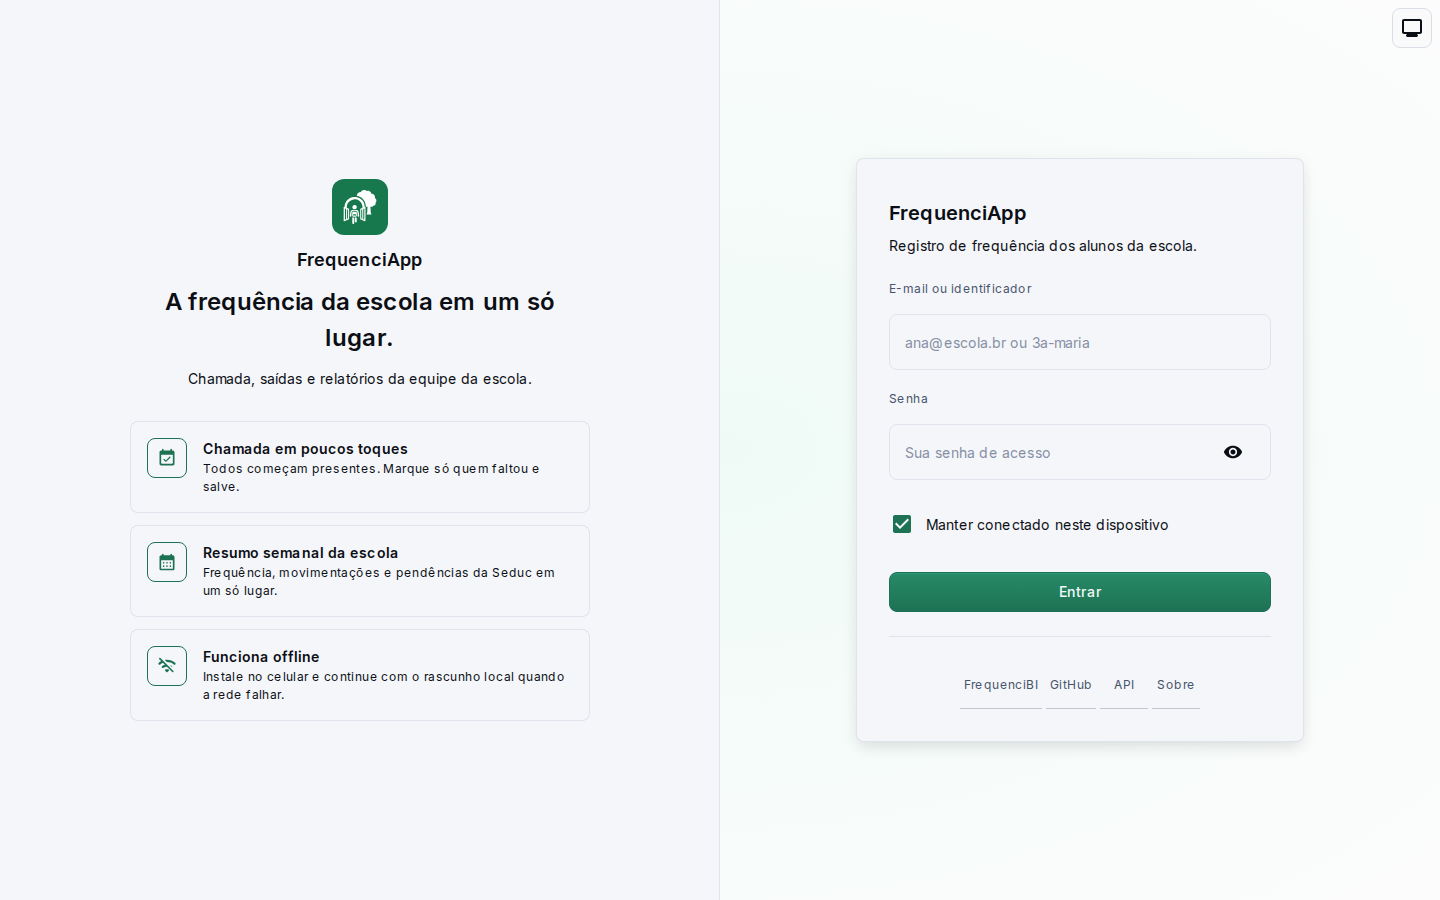 FrequenciApp
A frequência da escola em um só
lugar.
Chamada, saídas e relatórios da equipe da escola.
Chamada em poucos toques
Todos começam presentes. Marque só quem faltou e
salve.
Resumo semanal da escola
Frequência, movimentações e pendências da Seduc em
um só lugar.
Funciona offline
Instale no celular e continue com o rascunho local quando
a rede falhar.
FrequenciApp
Registro de frequência dos alunos da escola.
E-mail ou identificador
ana@escola.br ou 3a-maria
Senha
Sua senha de acesso
Manter conectado neste dispositivo
Entrar
FrequenciBI GitHub API Sobre